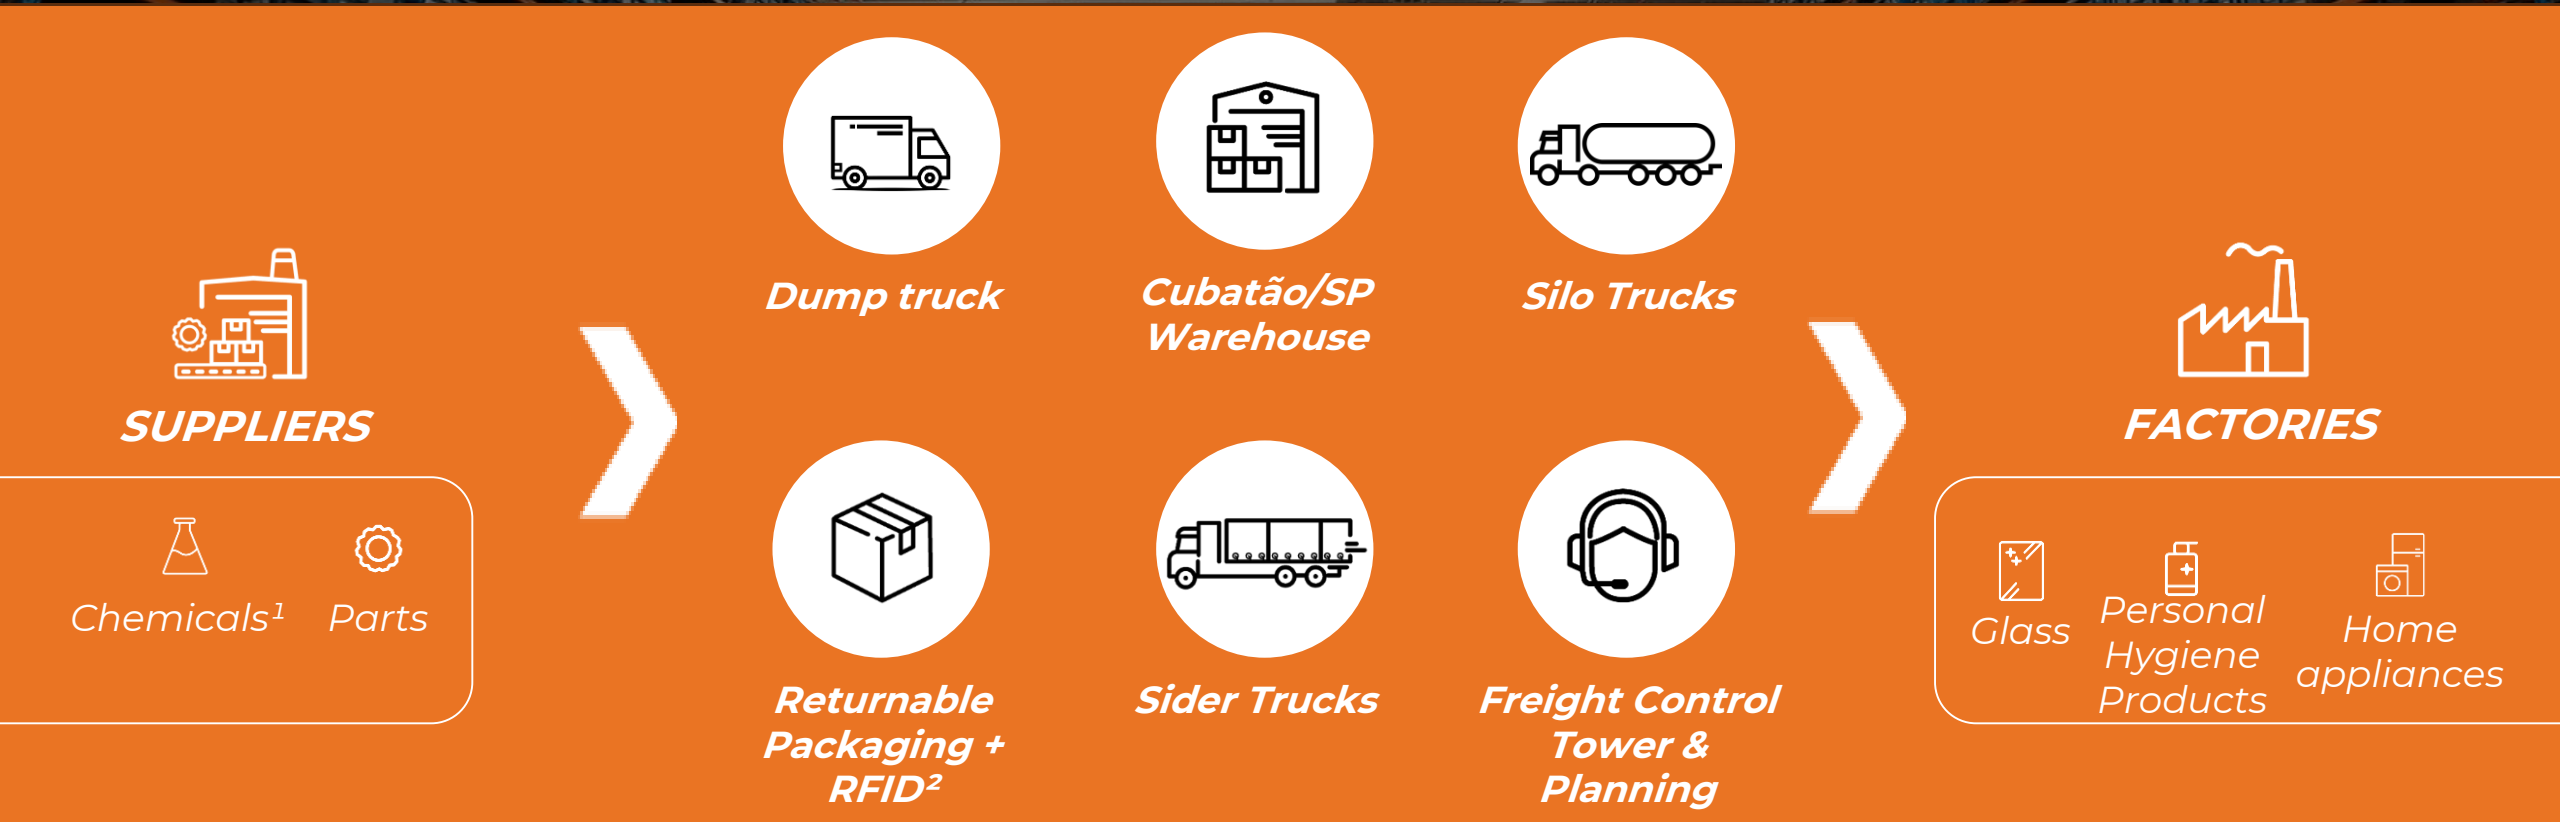 SUPPLIERS
Chemicals¹
Parts
Dump truck
Cubatão/SP
Warehouse
Silo Trucks
Returnable
Packaging +
RFID²
Sider Trucks
Freight Control
Tower &
Planning
FACTORIES
Glass
Personal
Hygiene
Products
Home
appliances